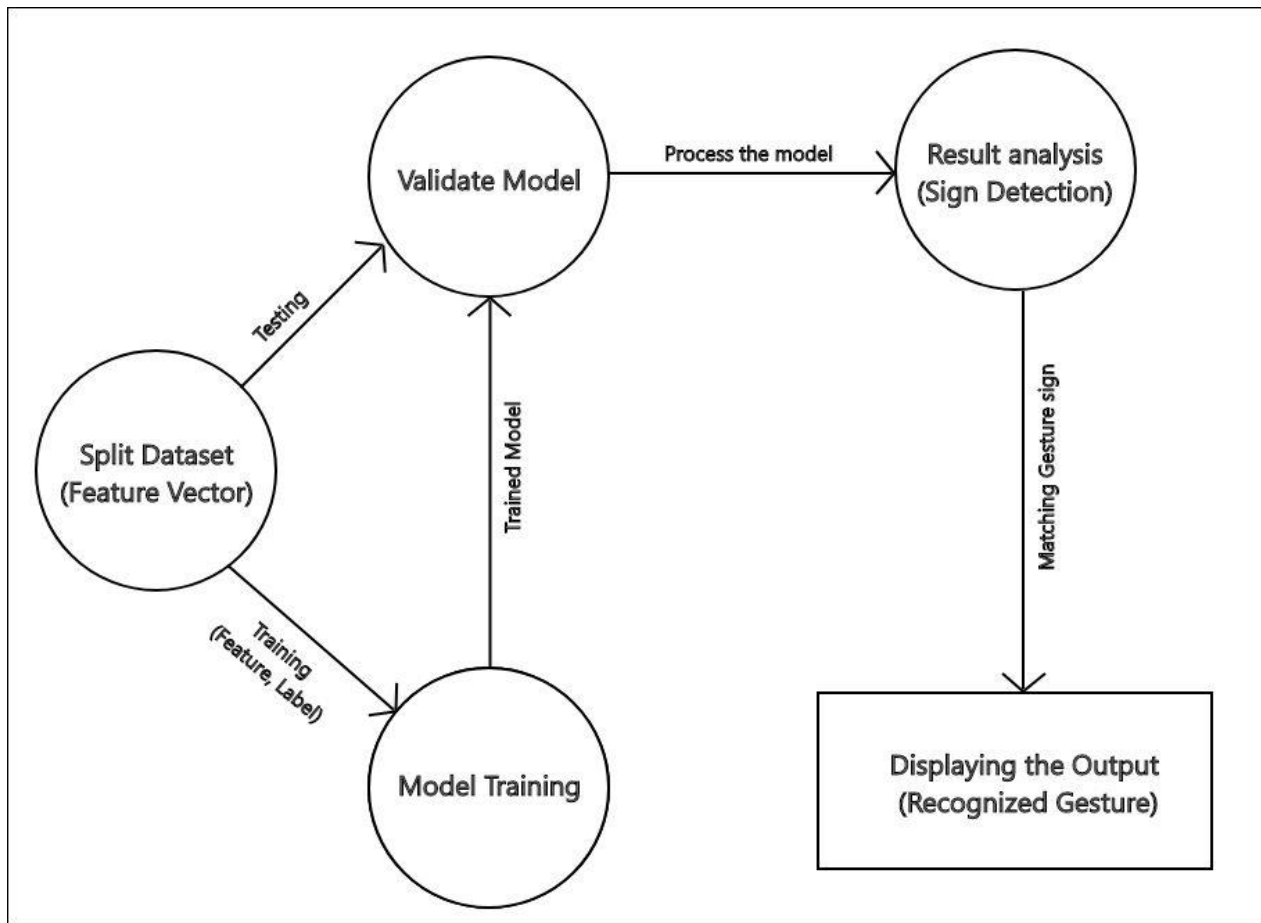 Validate Model
Process the model
Result analysis
(Sign Detection)
Testing
Split Dataset
(Feature Vector)
Trained Model
Matching Gesture sign
Training
(Feature, Label)
Model Training
Displaying the Output
(Recognized Gesture)